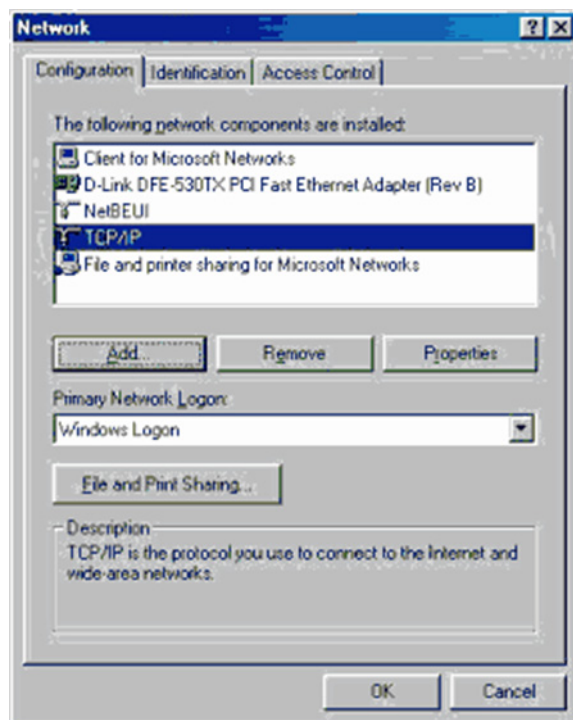 Network
Configuration Identification Access Control
The following network components are installed:
Client for Microsoft Networks
D-Link DFE-530TX PCI Fast Ethernet Adapter (Rev B)
NetBEUI
TCP/IP
File and printer sharing for Microsoft Networks
Add... Remove Properties
Primary Network Logon:
Windows Logon
File and Print Sharing...
Description
TCP/IP is the protocol you use to connect to the Internet and
wide-area networks.
OK Cancel